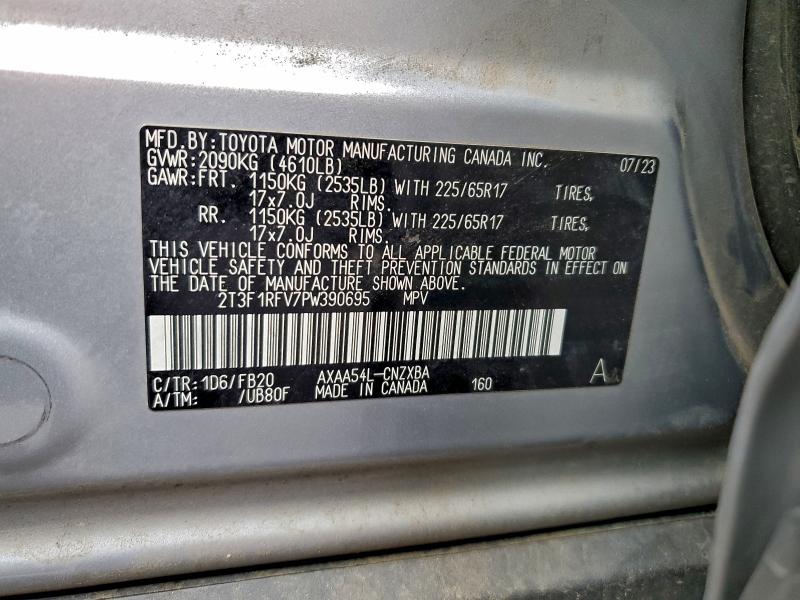 MFD. BY: TOYOTA MOTOR MANUFACTURING CANADA INC. 07/23
GVWR: 2090KG (4610LB)
GAWR: FRT. 1150KG (2535LB) WITH 225/65R17 TIRES,
17x7.0J RIMS.
RR. 1150KG (2535LB) WITH 225/65R17 TIRES,
17x7.0J RIMS.
THIS VEHICLE CONFORMS TO ALL APPLICABLE FEDERAL MOTOR
VEHICLE SAFETY AND THEFT PREVENTION STANDARDS IN EFFECT ON
THE DATE OF MANUFACTURE SHOWN ABOVE.
2T3F1RFV7PW390695 MPV
C/TR: 1D6/FB20 AXAA54L-CNZXBA
A/TM: /UB80F MADE IN CANADA 160 A